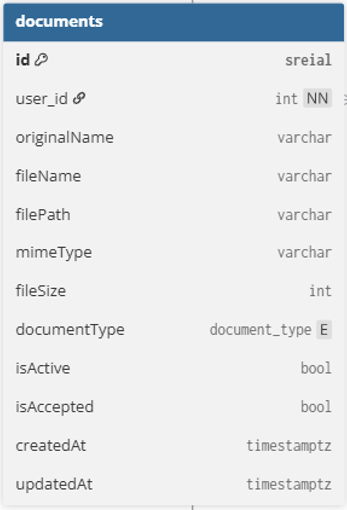 documents
id sreial
user_id int NN
originalName varchar
fileName varchar
filePath varchar
mimeType varchar
fileSize int
documentType document_type E
isActive bool
isAccepted bool
createdAt timestamptz
updatedAt timestamptz